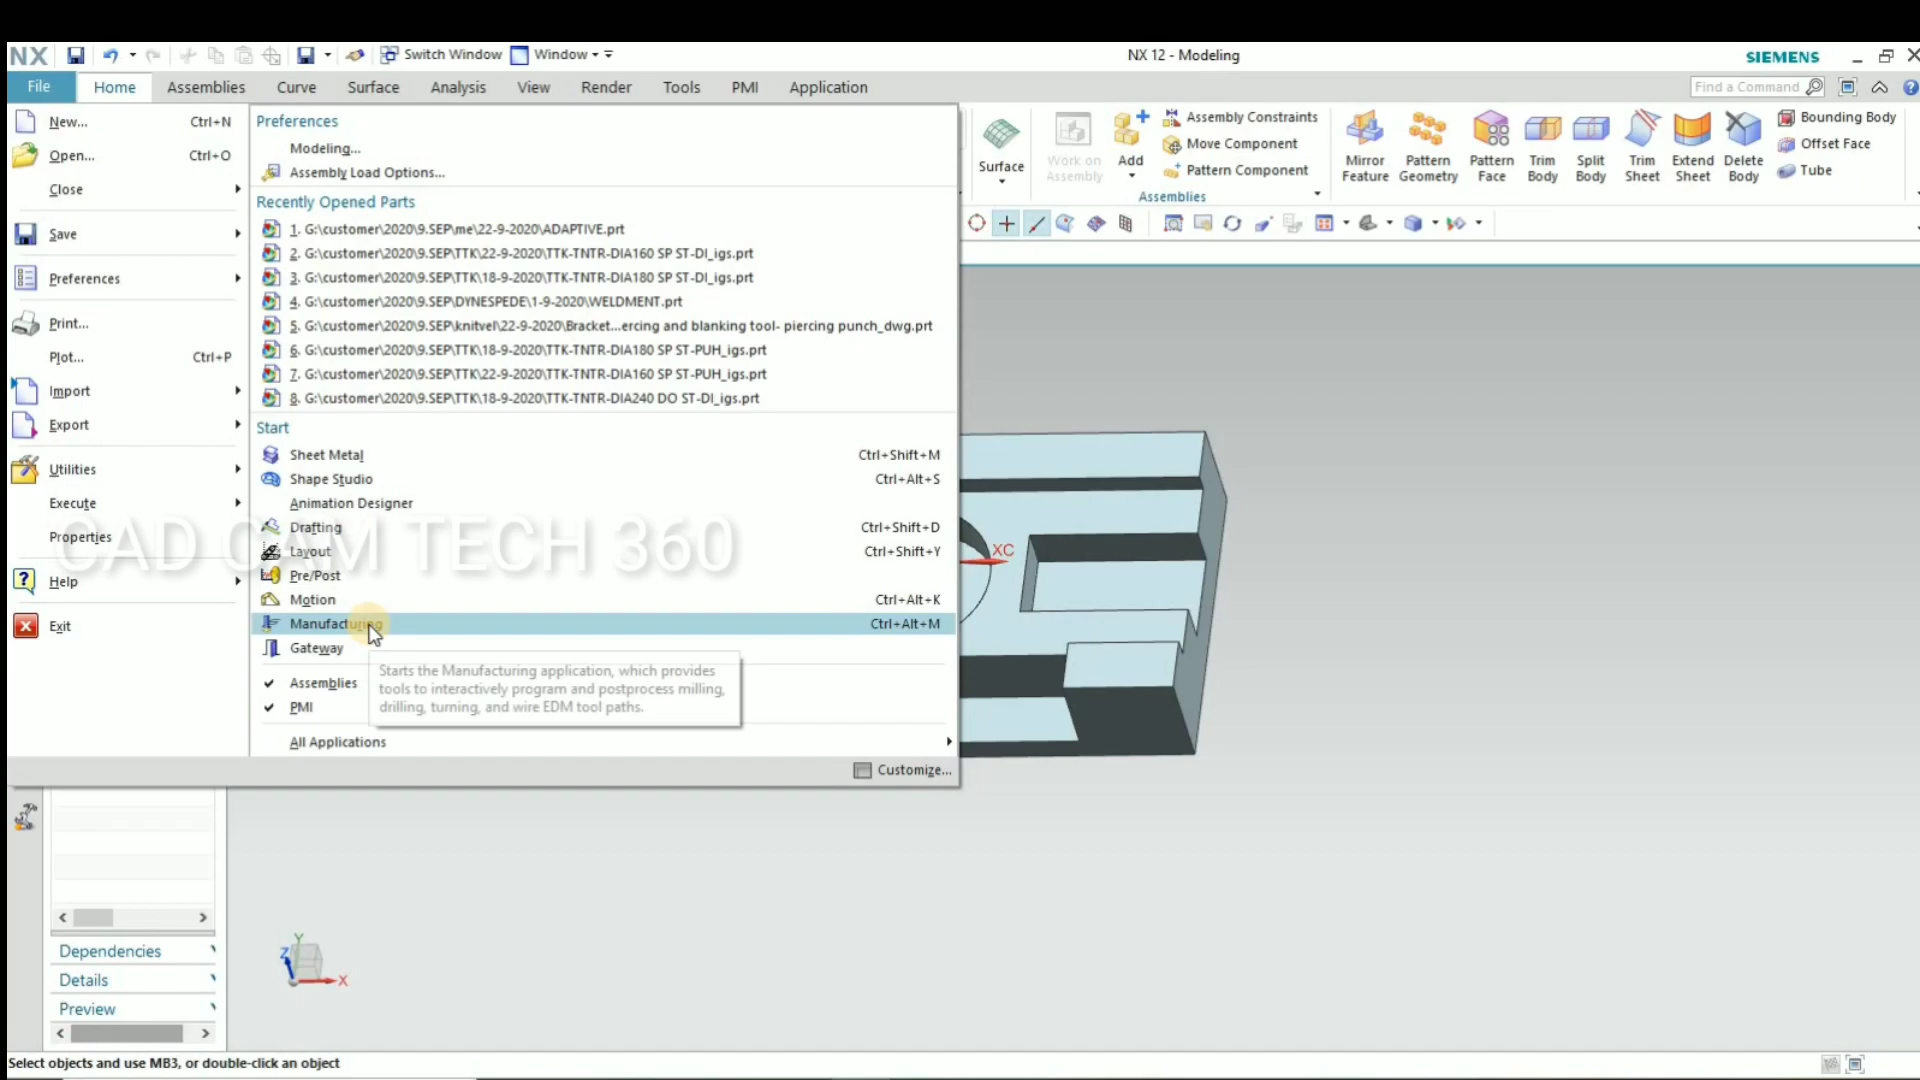 NX Switch Window Window NX 12 - Modeling SIEMENS
File Home Assemblies Curve Surface Analysis View Render Tools PMI Application Find a Command
New... Ctrl+N
Open... Ctrl+O
Close
Save
Preferences
Print...
Plot... Ctrl+P
Import
Export
Utilities
Execute
Properties
Help
Exit
Preferences
Modeling...
Assembly Load Options...
Recently Opened Parts
1. G:\customer\2020\9.SEP\me\22-9-2020\ADAPTIVE.prt
2. G:\customer\2020\9.SEP\TTK\22-9-2020\TTK-TNTR-DIA160 SP ST-DI_igs.prt
3. G:\customer\2020\9.SEP\TTK\18-9-2020\TTK-TNTR-DIA180 SP ST-DI_igs.prt
4. G:\customer\2020\9.SEP\DYNESPEDE\1-9-2020\WELDMENT.prt
5. G:\customer\2020\9.SEP\knitvel\22-9-2020\Bracket...ercing and blanking tool- piercing punch_dwg.prt
6. G:\customer\2020\9.SEP\TTK\18-9-2020\TTK-TNTR-DIA180 SP ST-PUH_igs.prt
7. G:\customer\2020\9.SEP\TTK\22-9-2020\TTK-TNTR-DIA160 SP ST-PUH_igs.prt
8. G:\customer\2020\9.SEP\TTK\18-9-2020\TTK-TNTR-DIA240 DO ST-DI_igs.prt
Start
Sheet Metal Ctrl+Shift+M
Shape Studio Ctrl+Alt+S
Animation Designer
Drafting Ctrl+Shift+D
Layout Ctrl+Shift+Y
Pre/Post
Motion Ctrl+Alt+K
Manufacturing Ctrl+Alt+M
Gateway
Starts the Manufacturing application, which provides
tools to interactively program and postprocess milling,
drilling, turning, and wire EDM tool paths.
Assemblies
PMI
All Applications
Customize...
CAD CAM TECH 360
Surface
Work on
Assembly
Add
Assembly Constraints
Move Component
Pattern Component
Assemblies
Mirror
Feature
Pattern
Geometry
Pattern
Face
Trim
Body
Split
Body
Trim
Sheet
Extend
Sheet
Delete
Body
Bounding Body
Offset Face
Tube
XC
Z Y X
Dependencies
Details
Preview
Select objects and use MB3, or double-click an object